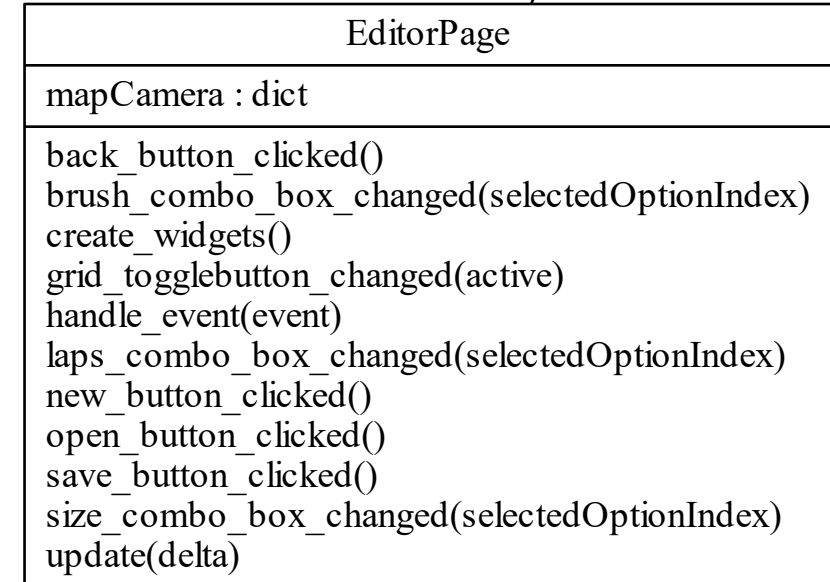 EditorPage
mapCamera : dict
back_button_clicked()
brush_combo_box_changed(selectedOptionIndex)
create_widgets()
grid_togglebutton_changed(active)
handle_event(event)
laps_combo_box_changed(selectedOptionIndex)
new_button_clicked()
open_button_clicked()
save_button_clicked()
size_combo_box_changed(selectedOptionIndex)
update(delta)